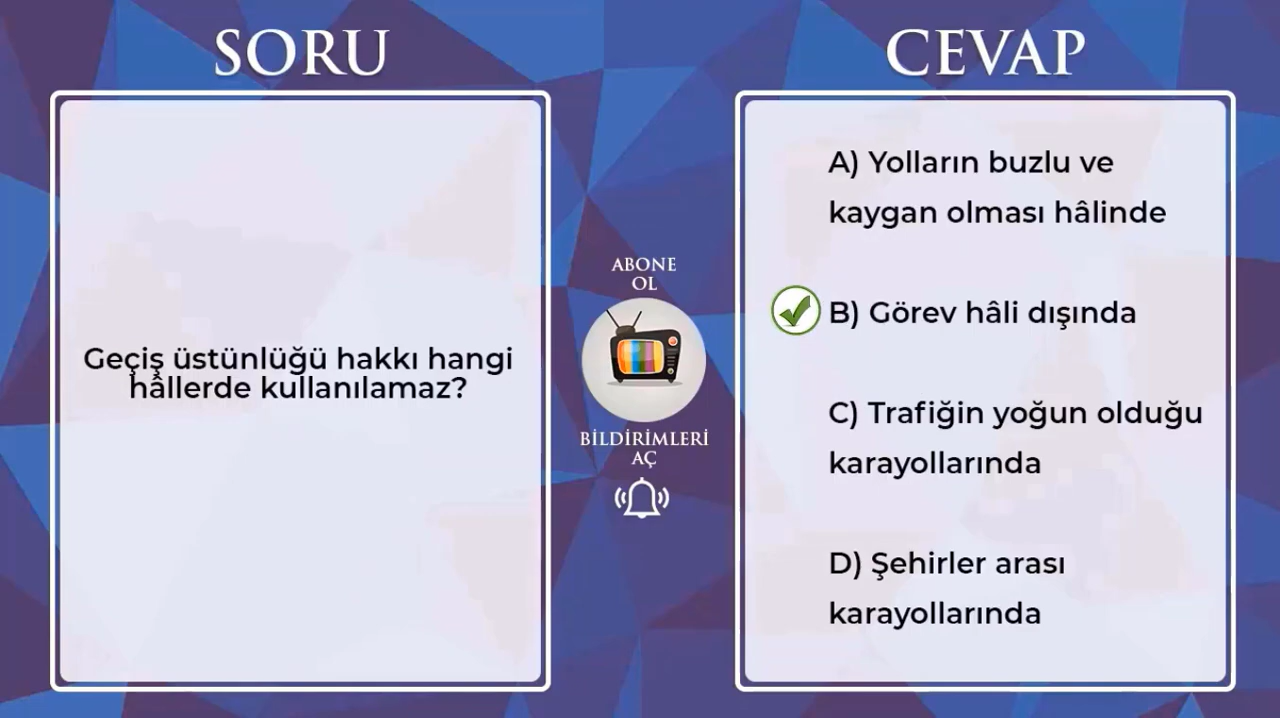 SORU
Geçiş üstünlüğü hakkı hangi
hâllerde kullanılamaz?
ABONE
OL
BİLDİRİMLERİ
AÇ
CEVAP
A) Yolların buzlu ve
kaygan olması hâlinde
B) Görev hâli dışında
C) Trafiğin yoğun olduğu
karayollarında
D) Şehirler arası
karayollarında